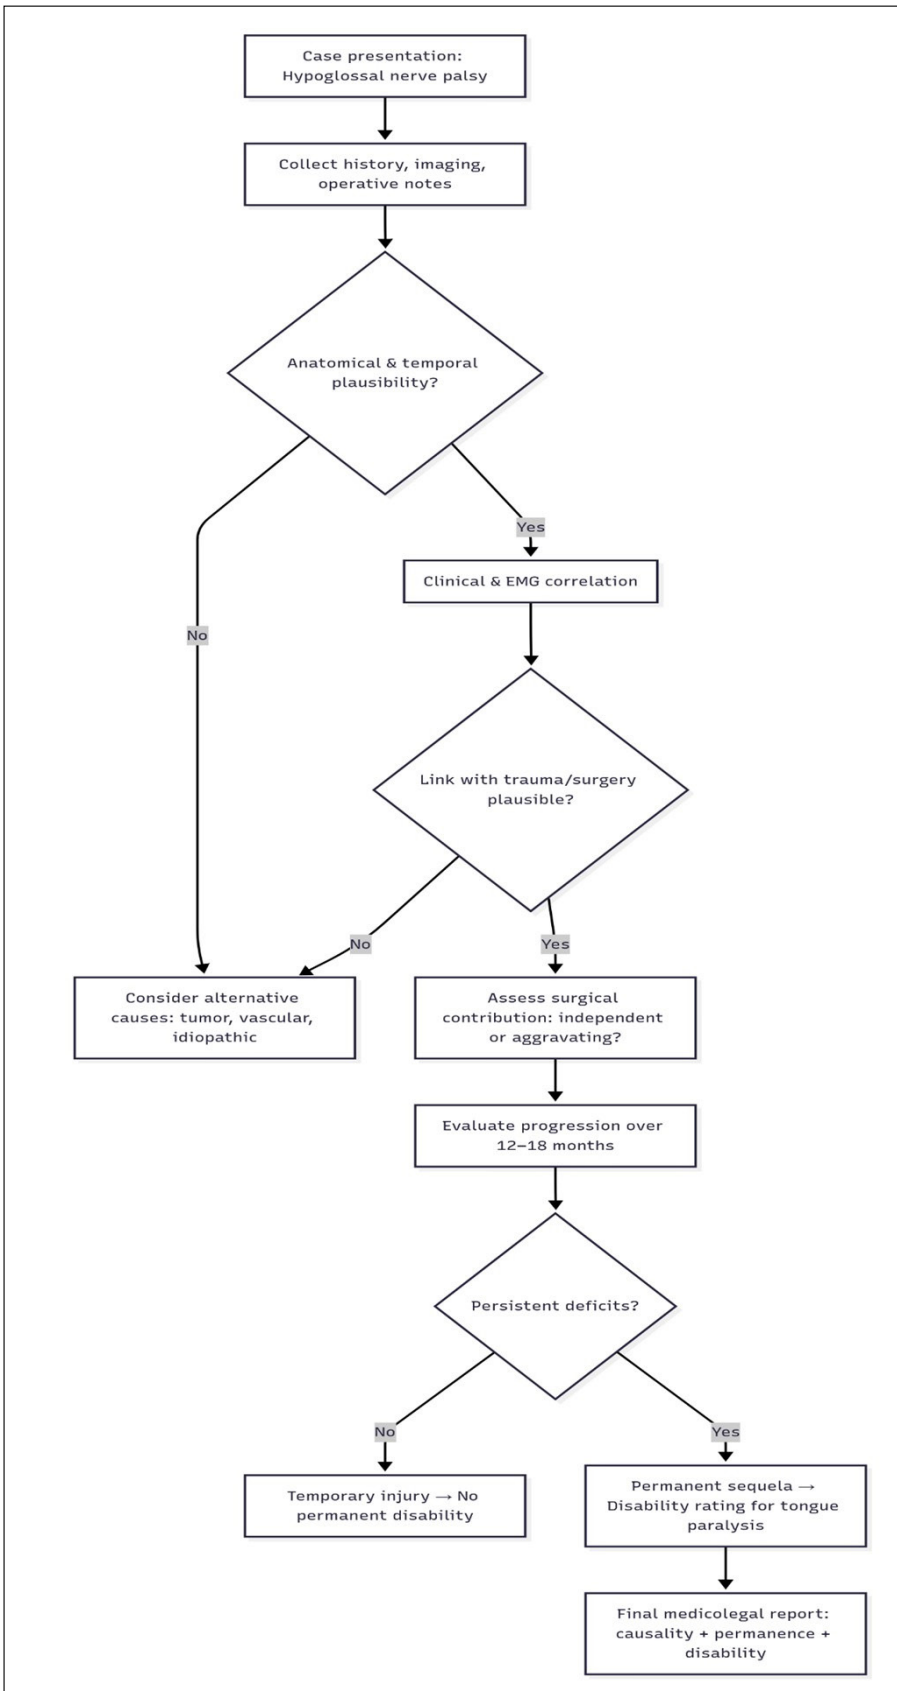 Case presentation:
Hypoglossal nerve palsy
Collect history, imaging,
operative notes
Anatomical & temporal
plausibility?
Yes
Clinical & EMG correlation
No
Link with trauma/surgery
plausible?
No
Yes
Consider alternative
causes: tumor, vascular,
idiopathic
Assess surgical
contribution: independent
or aggravating?
Evaluate progression over
12–18 months
Persistent deficits?
No
Yes
Temporary injury → No
permanent disability
Permanent sequela →
Disability rating for tongue
paralysis
Final medicolegal report:
causality + permanence +
disability